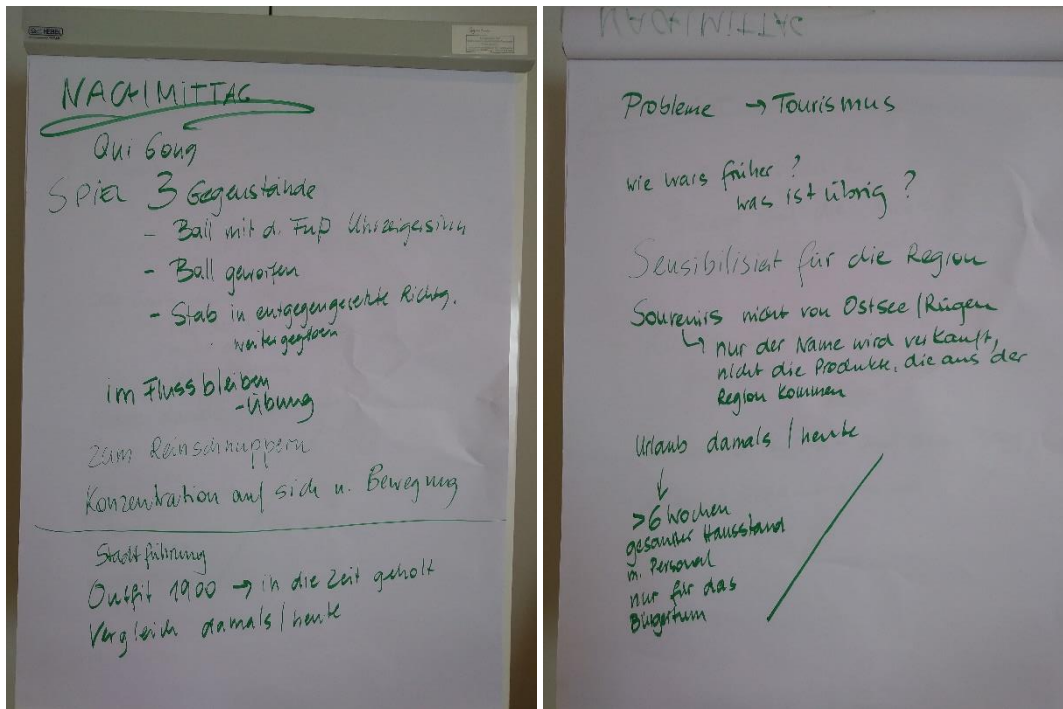 NACHMITTAG
Qui Gong
Spiel 3 Gegenstände
- Ball mit d. Fuß Uhrzeigersinn
- Ball geworfen
- Stab in entgegengesetzte Richtg.
weitergegeben
im Fluss bleiben
-Übung
zum Reinschnuppern
Konzentration auf sich u. Bewegung
Stadtführung
Outfit 1900 → in die Zeit geholt
Vergleich damals / heute
NACHMITTAG
Probleme → Tourismus
wie wars früher?
was ist übrig?
Sensibilisiert für die Region
Souvenirs nicht von Ostsee / Rügen
↳ nur der Name wird verkauft,
nicht die Produkte, die aus der
Region kommen
Urlaub damals / heute
↓
>6 Wochen
gesamter Hausstand
m. Personal
nur für das
Bürgertum